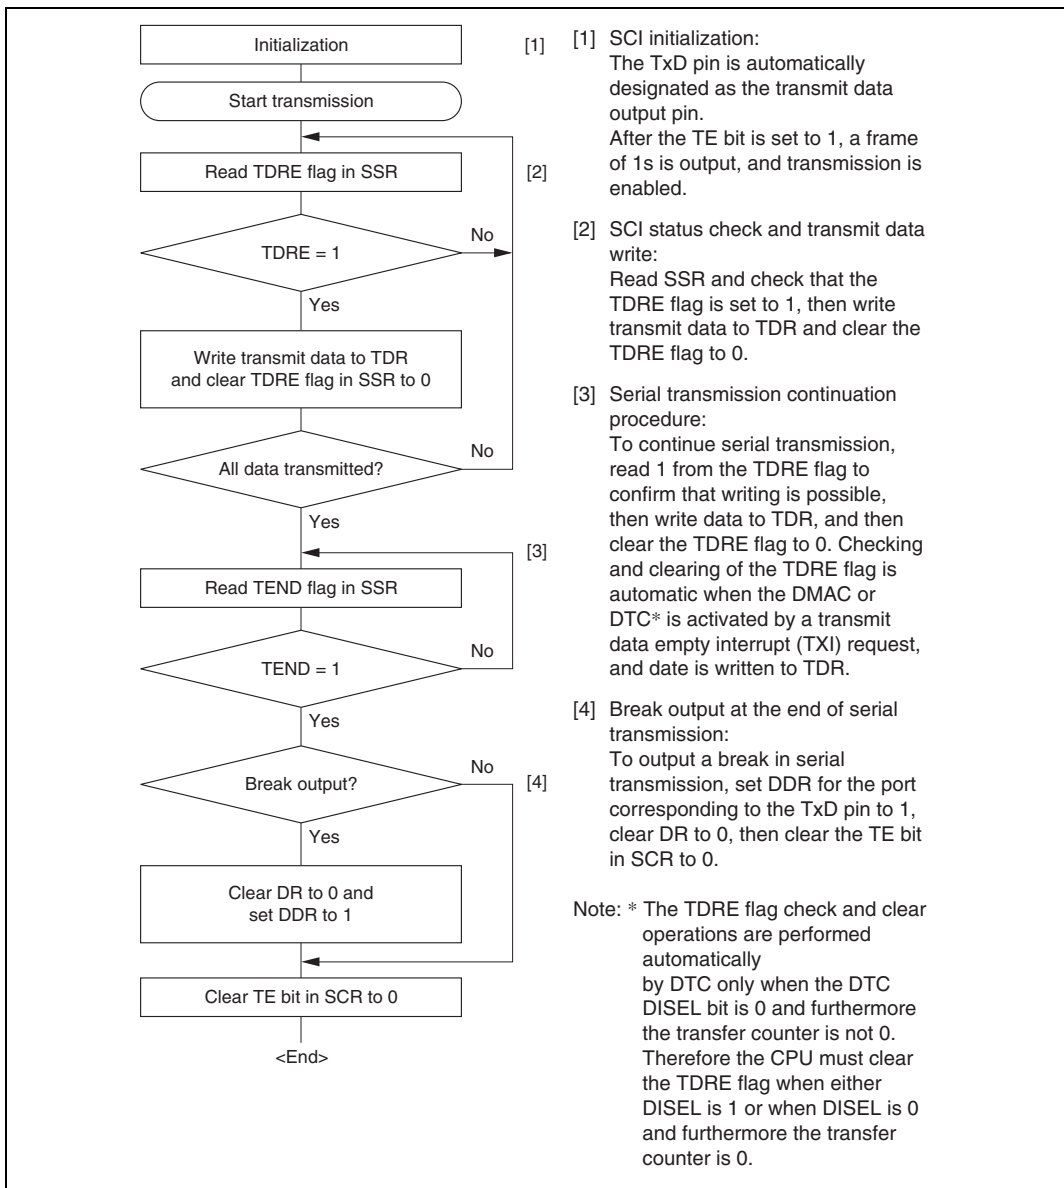 Initialization
[1]
Start transmission
Read TDRE flag in SSR
[2]
TDRE = 1
No
Yes
Write transmit data to TDR
and clear TDRE flag in SSR to 0
All data transmitted?
No
Yes
[3]
Read TEND flag in SSR
TEND = 1
No
Yes
Break output?
No
[4]
Yes
Clear DR to 0 and
set DDR to 1
Clear TE bit in SCR to 0
<End>
[1] SCI initialization:
The TxD pin is automatically
designated as the transmit data
output pin.
After the TE bit is set to 1, a frame
of 1s is output, and transmission is
enabled.
[2] SCI status check and transmit data
write:
Read SSR and check that the
TDRE flag is set to 1, then write
transmit data to TDR and clear the
TDRE flag to 0.
[3] Serial transmission continuation
procedure:
To continue serial transmission,
read 1 from the TDRE flag to
confirm that writing is possible,
then write data to TDR, and then
clear the TDRE flag to 0. Checking
and clearing of the TDRE flag is
automatic when the DMAC or
DTC* is activated by a transmit
data empty interrupt (TXI) request,
and date is written to TDR.
[4] Break output at the end of serial
transmission:
To output a break in serial
transmission, set DDR for the port
corresponding to the TxD pin to 1,
clear DR to 0, then clear the TE bit
in SCR to 0.
Note: * The TDRE flag check and clear
operations are performed
automatically
by DTC only when the DTC
DISEL bit is 0 and furthermore
the transfer counter is not 0.
Therefore the CPU must clear
the TDRE flag when either
DISEL is 1 or when DISEL is 0
and furthermore the transfer
counter is 0.